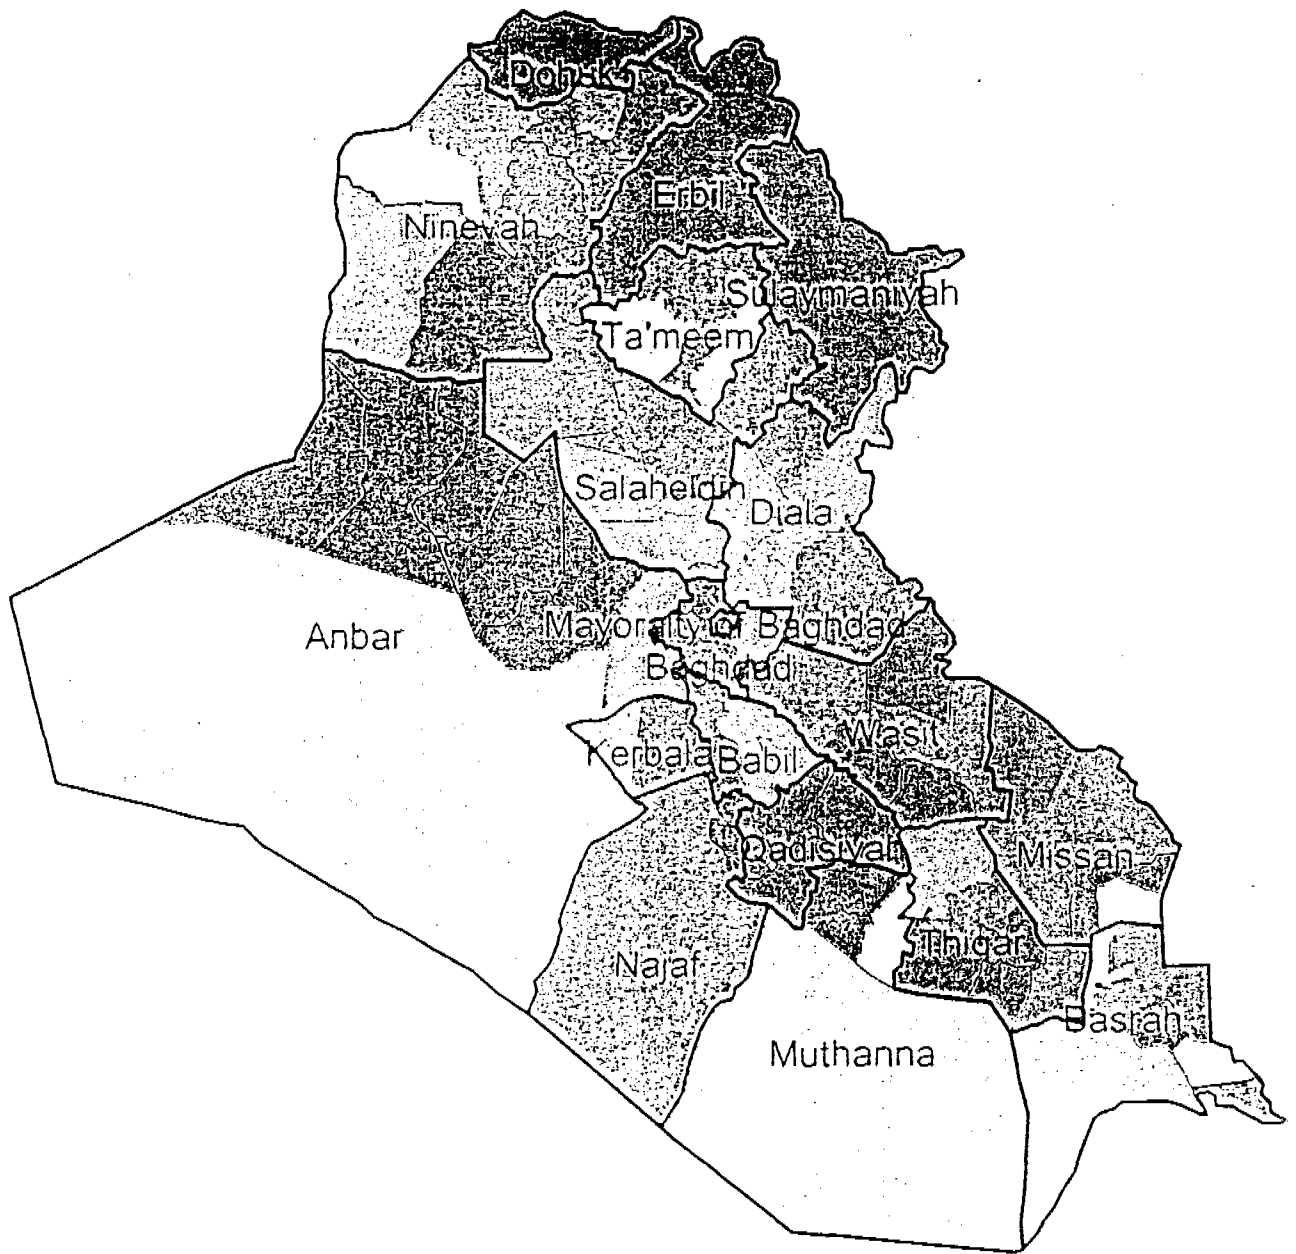 Dohuk
Erbil
Ninevah
Sulaymaniyah
Ta'meem
Salaheldin
Diala
Mayoralty of Baghdad
Anbar
Baghdad
Wasit
Kerbala
Babil
Qadisiyah
Missan
Thiqar
Najaf
Basrah
Muthanna